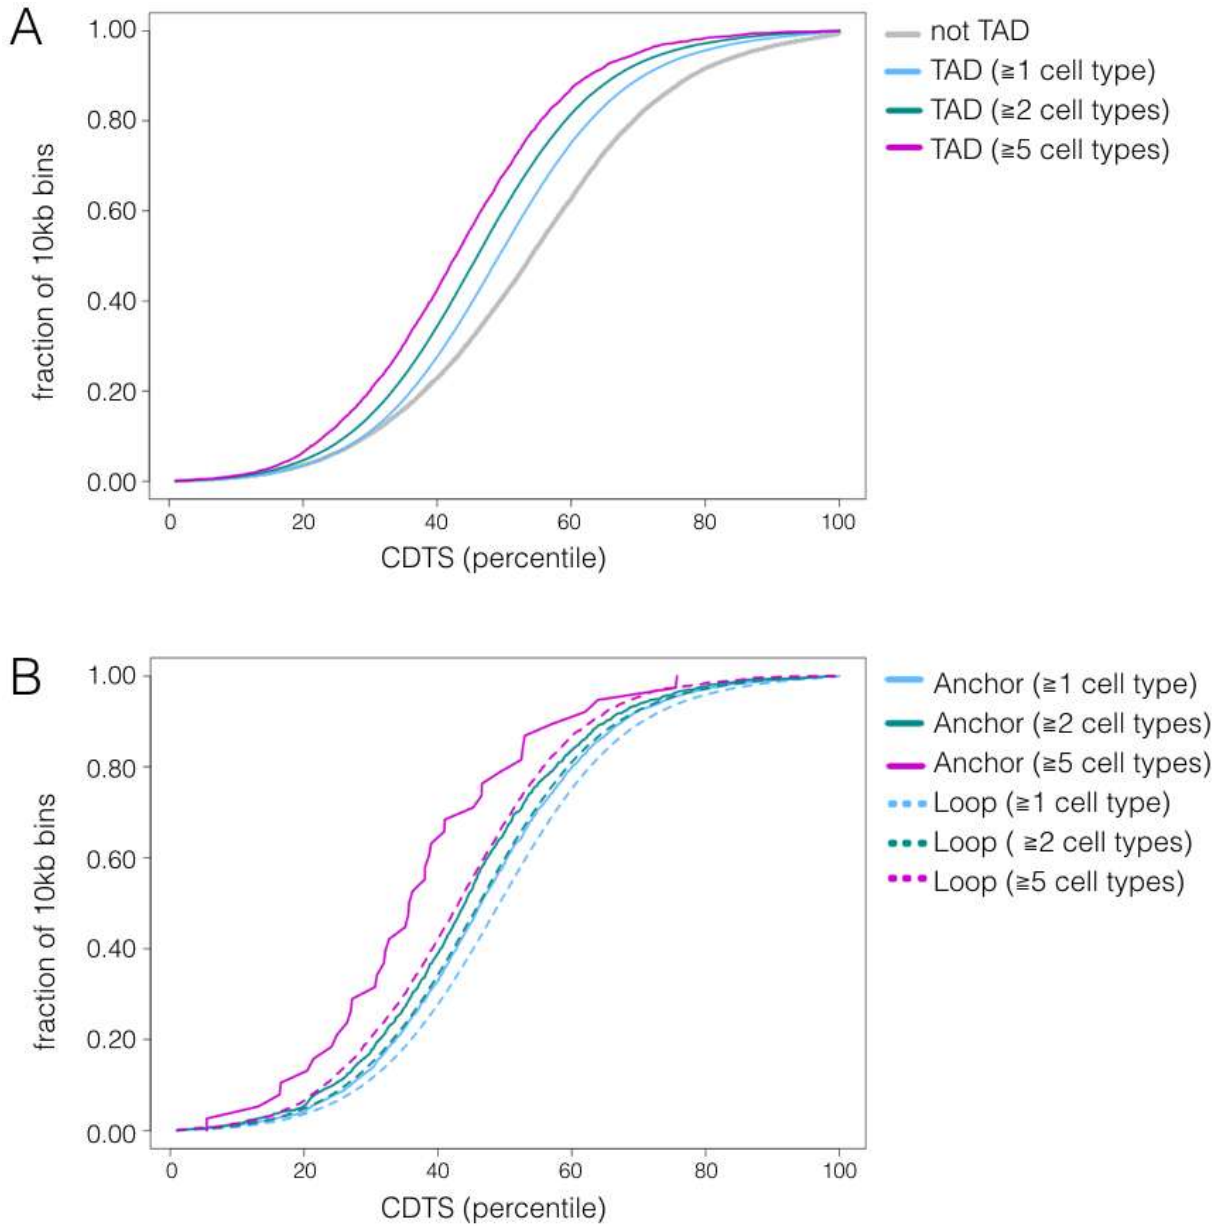 A
1.00
0.80
0.60
0.40
0.20
0.00
fraction of 10kb bins
0 20 40 60 80 100
CDTS (percentile)
not TAD
TAD (≧1 cell type)
TAD (≧2 cell types)
TAD (≧5 cell types)
B
1.00
0.80
0.60
0.40
0.20
0.00
fraction of 10kb bins
0 20 40 60 80 100
CDTS (percentile)
Anchor (≧1 cell type)
Anchor (≧2 cell types)
Anchor (≧5 cell types)
Loop (≧1 cell type)
Loop ( ≧2 cell types)
Loop (≧5 cell types)